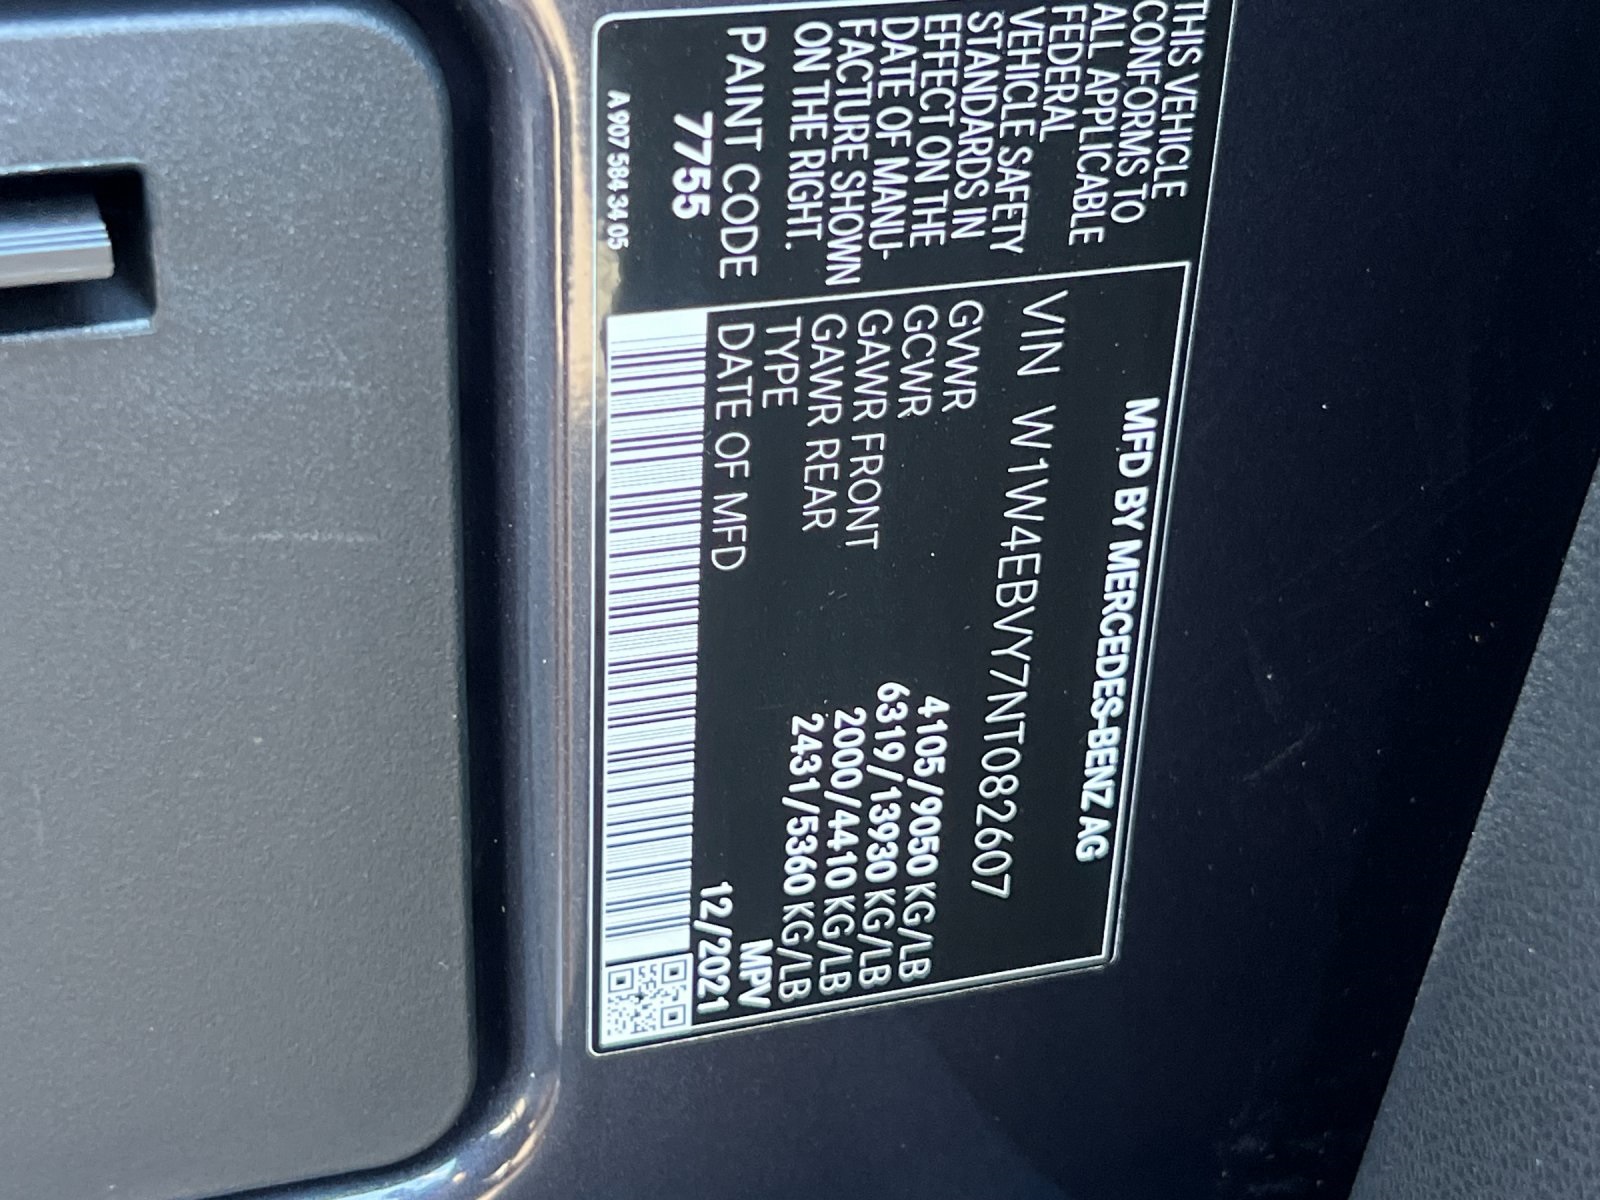 THIS VEHICLE
CONFORMS TO
ALL APPLICABLE
FEDERAL
VEHICLE SAFETY
STANDARDS IN
EFFECT ON THE
DATE OF MANU-
FACTURE SHOWN
ON THE RIGHT.
PAINT CODE
7755
A 907 584 34 05
MFD BY MERCEDES-BENZ AG
VIN W1W4EBVY7NT082607
GVWR 4105/9050 KG/LB
GCWR 6319/13930 KG/LB
GAWR FRONT 2000/4410 KG/LB
GAWR REAR 2431/5360 KG/LB
TYPE MPV
DATE OF MFD 12/2021